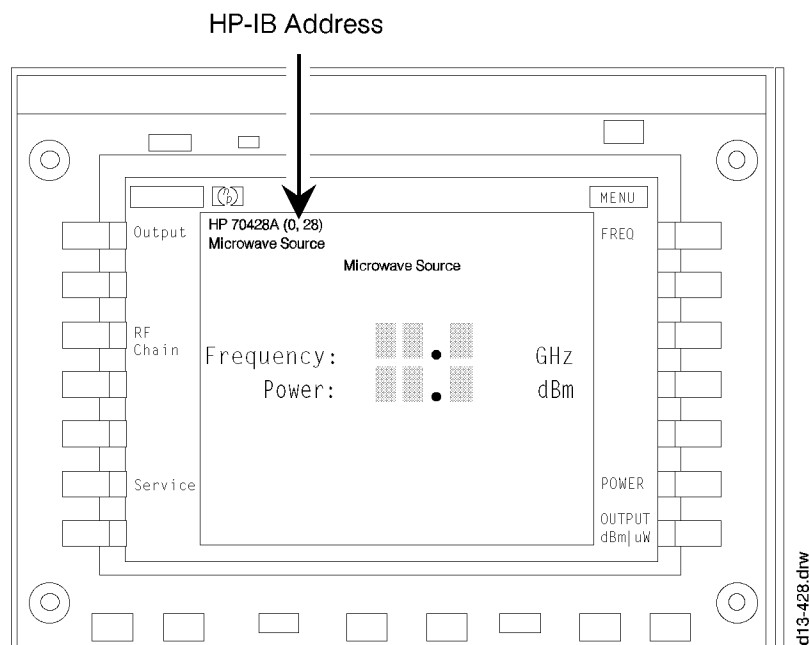 HP-IB Address
hp
MENU
HP 70428A (0, 28)
Microwave Source
Output
FREQ
Microwave Source
RF
Chain
Frequency: . GHz
Power: . dBm
Service
POWER
OUTPUT
dBm|uW
d13-428.drw